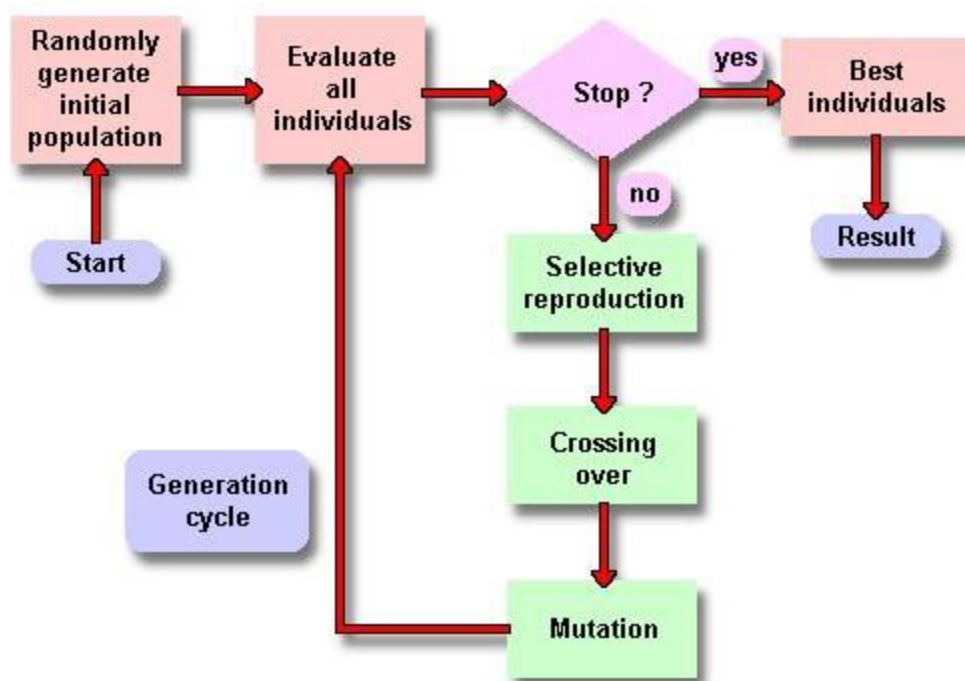 Randomly
generate
initial
population
Evaluate
all
individuals
Stop ?
yes
Best
individuals
no
Start
Result
Selective
reproduction
Crossing
over
Generation
cycle
Mutation